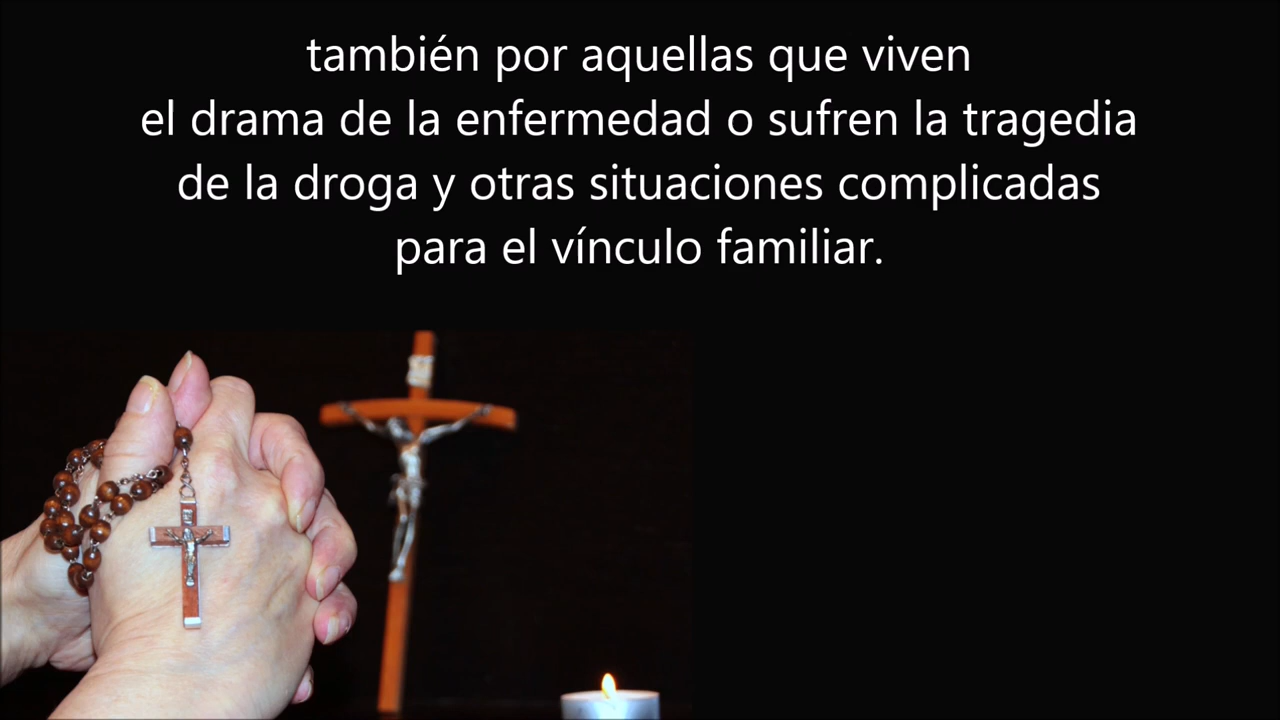 también por aquellas que viven
el drama de la enfermedad o sufren la tragedia
de la droga y otras situaciones complicadas
para el vínculo familiar.